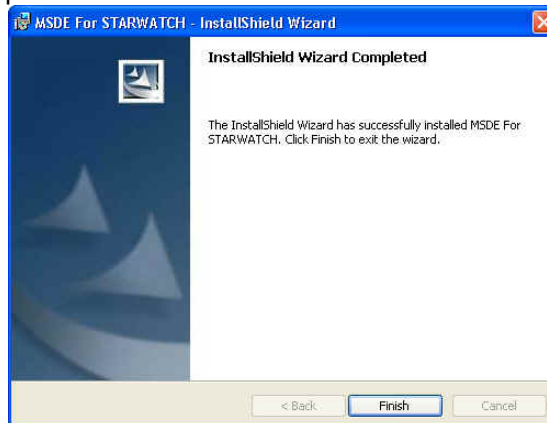 MSDE For STARWATCH - InstallShield Wizard
InstallShield Wizard Completed
The InstallShield Wizard has successfully installed MSDE For
STARWATCH. Click Finish to exit the wizard.
< Back
Finish
Cancel